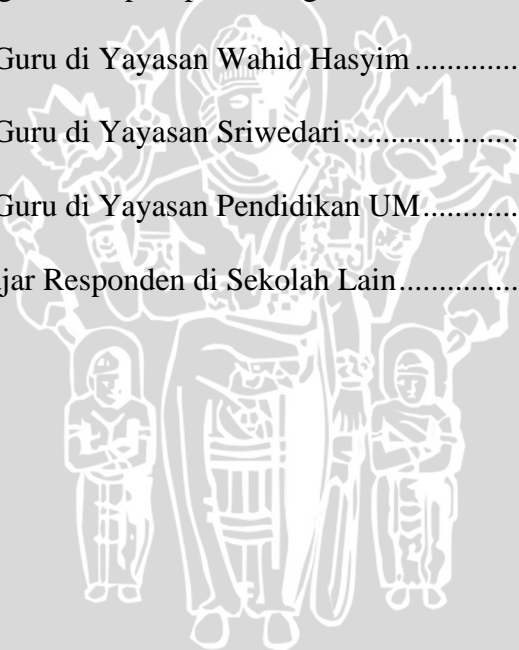 Guru di Yayasan Wahid Hasyim .............
Guru di Yayasan Sriwedari....................
Guru di Yayasan Pendidikan UM...........
jar Responden di Sekolah Lain...............